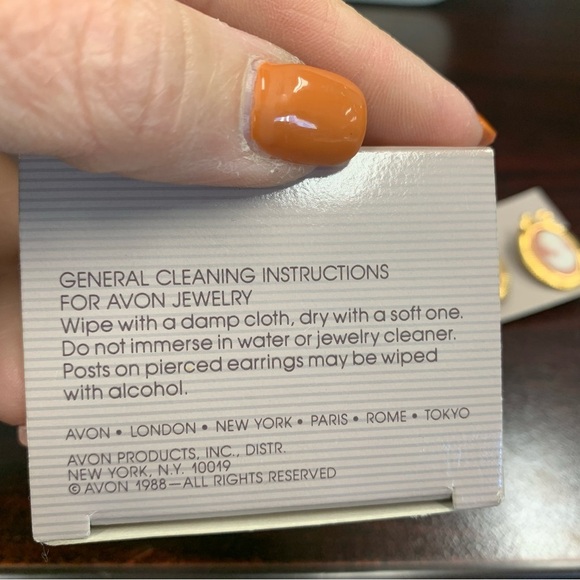 GENERAL CLEANING INSTRUCTIONS
FOR AVON JEWELRY
Wipe with a damp cloth, dry with a soft one.
Do not immerse in water or jewelry cleaner.
Posts on pierced earrings may be wiped
with alcohol.
AVON • LONDON • NEW YORK • PARIS • ROME • TOKYO
AVON PRODUCTS, INC., DISTR.
NEW YORK, N.Y. 10019
© AVON 1988—ALL RIGHTS RESERVED